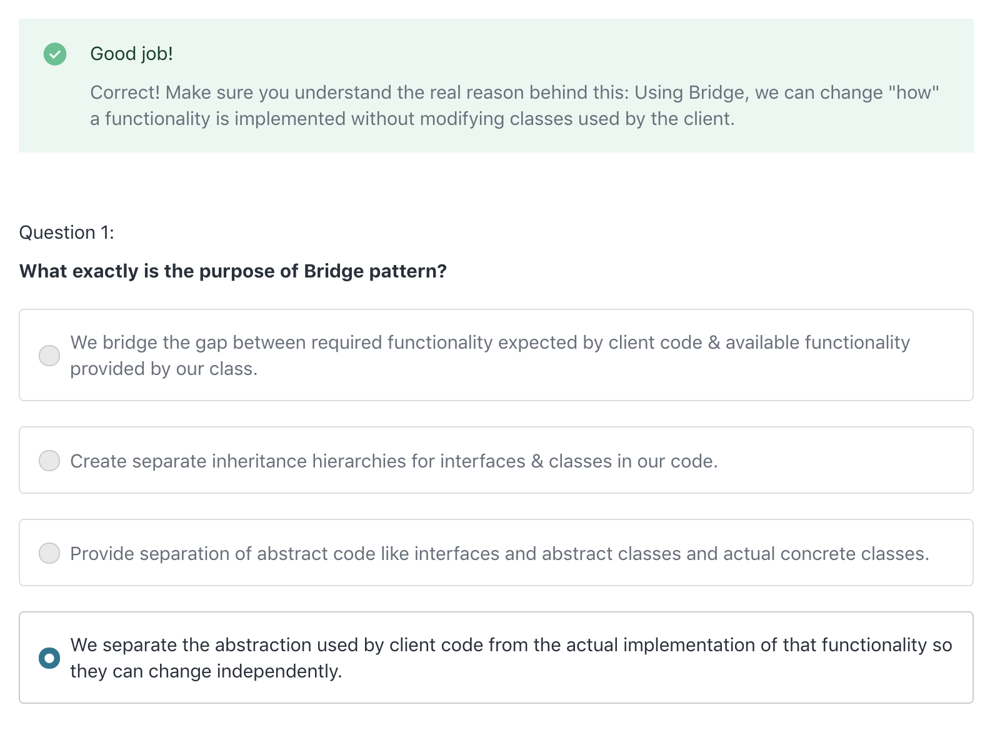 Good job!
Correct! Make sure you understand the real reason behind this: Using Bridge, we can change "how"
a functionality is implemented without modifying classes used by the client.
Question 1:
What exactly is the purpose of Bridge pattern?
We bridge the gap between required functionality expected by client code & available functionality
provided by our class.
Create separate inheritance hierarchies for interfaces & classes in our code.
Provide separation of abstract code like interfaces and abstract classes and actual concrete classes.
We separate the abstraction used by client code from the actual implementation of that functionality so
they can change independently.